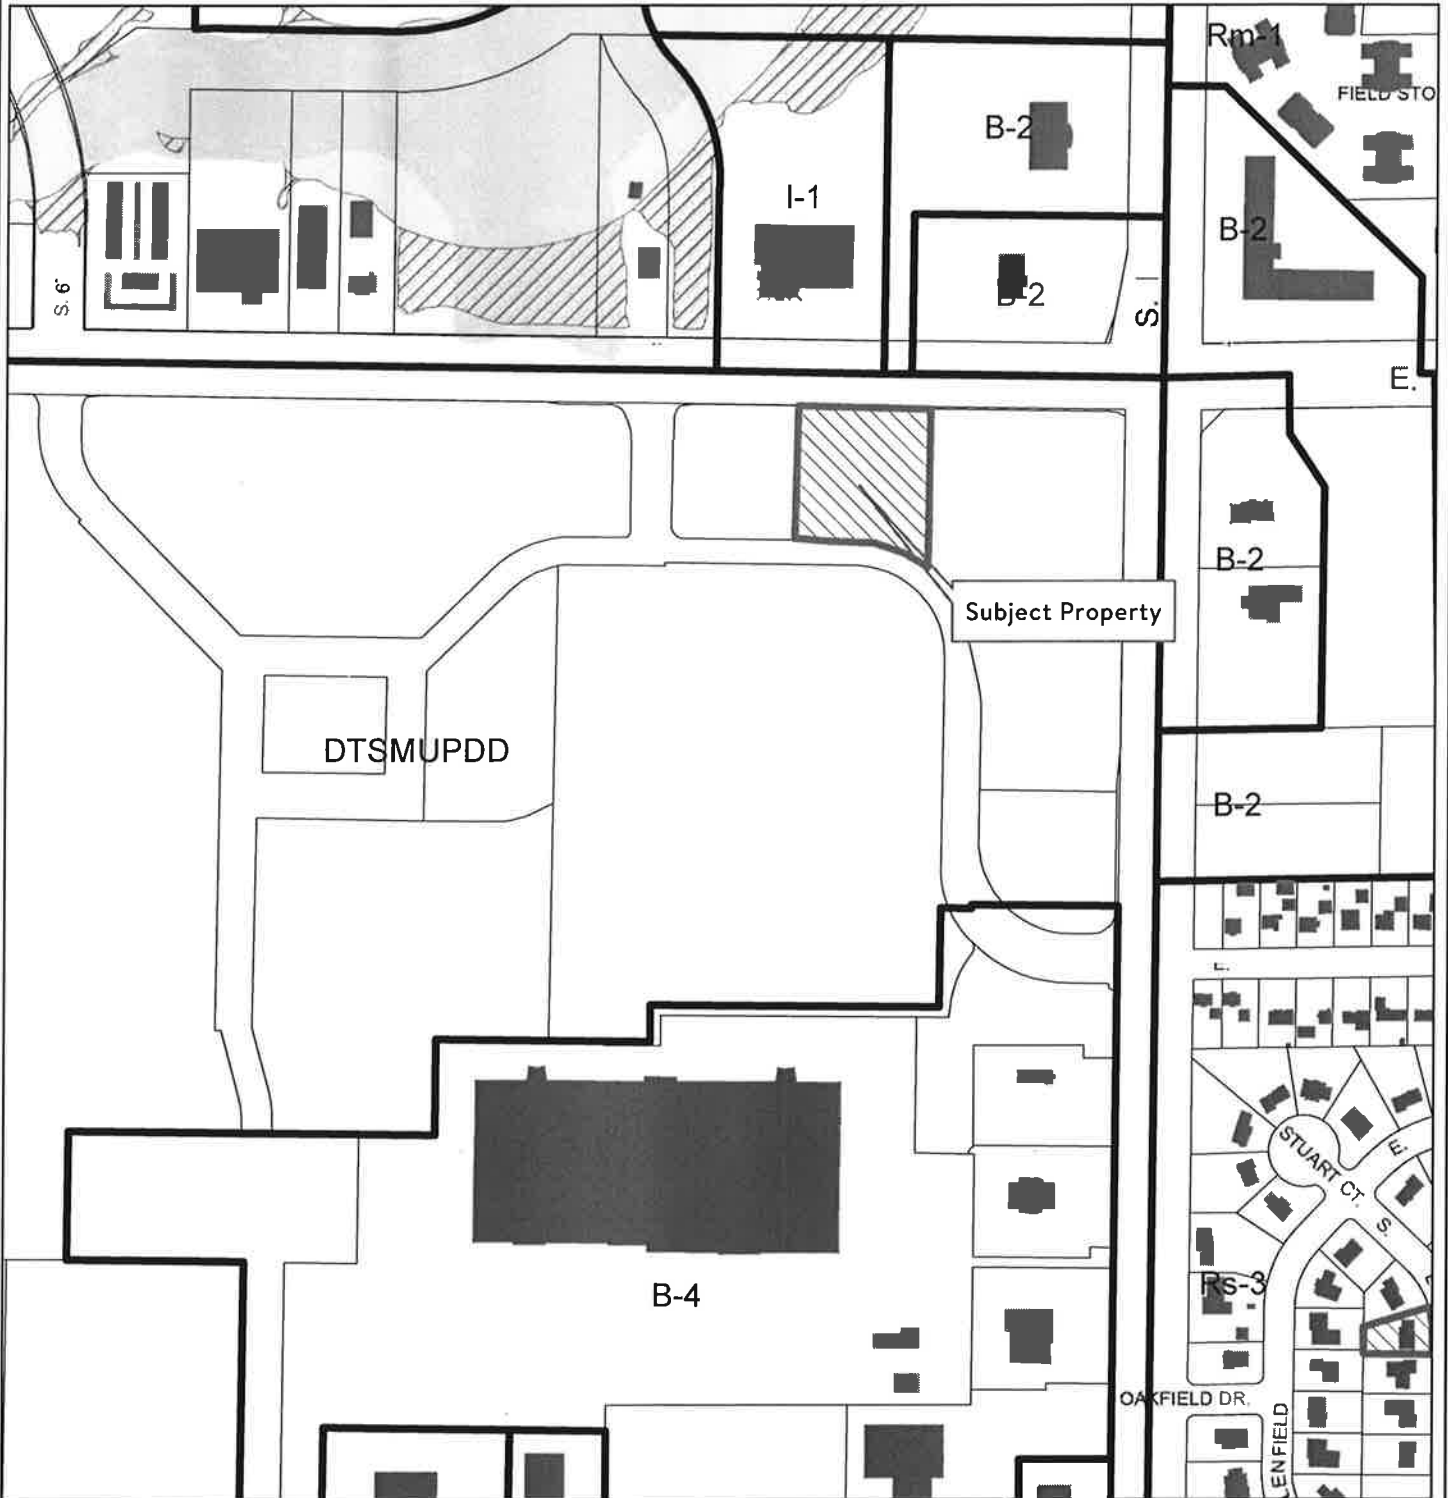 Rm-1
FIELD STO
B-2
I-1
B-2
B-2
S. 6
S.
E.
B-2
Subject Property
DTSMUPDD
B-2
E.
STUART CT.
E.
S.
B-4
Rs-3
OAKFIELD DR.
LENFIELD